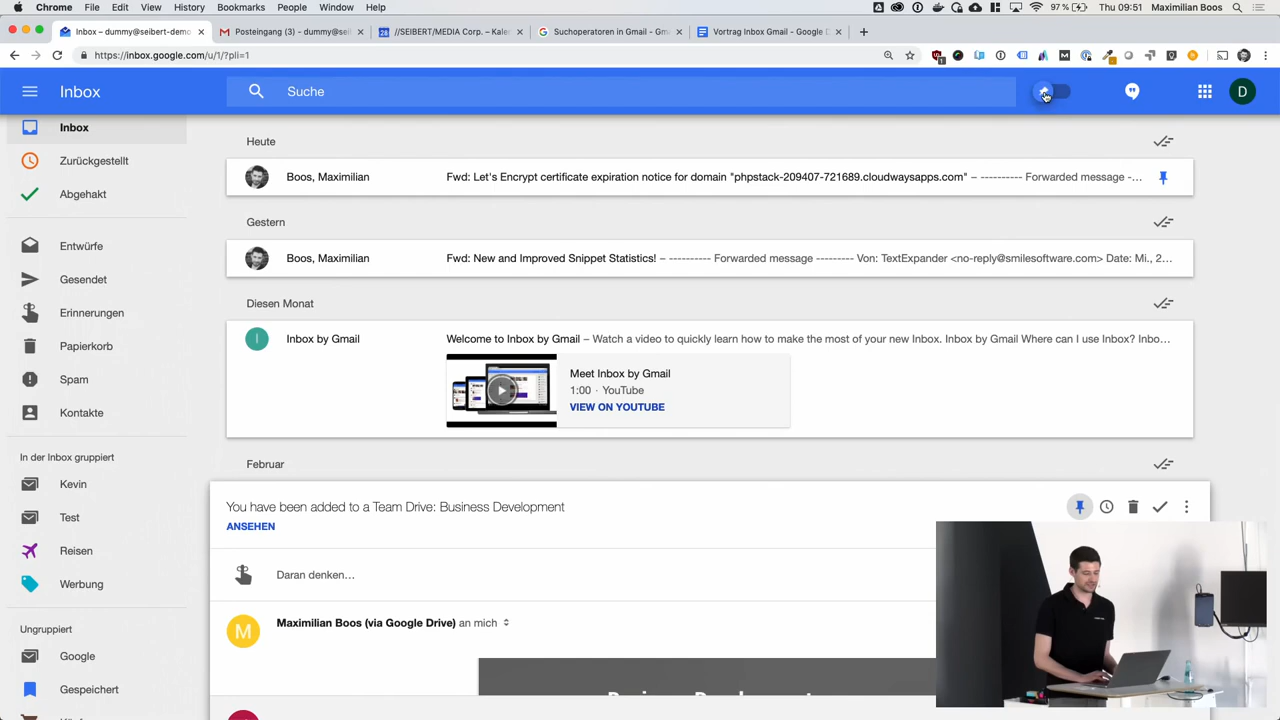 Chrome File Edit View History Bookmarks People Window Help 97 % Thu 09:51 Maximilian Boos
Inbox – dummy@seibert-demo Posteingang (3) - dummy@sei //SEIBERT/MEDIA Corp. – Kale Suchoperatoren in Gmail - Gm Vortrag Inbox Gmail - Google D
https://inbox.google.com/u/1/?pli=1
Inbox Suche D
Inbox
Zurückgestellt
Abgehakt
Entwürfe
Gesendet
Erinnerungen
Papierkorb
Spam
Kontakte
In der Inbox gruppiert
Kevin
Test
Reisen
Werbung
Ungruppiert
Google
Gespeichert
Heute
Boos, Maximilian Fwd: Let's Encrypt certificate expiration notice for domain "phpstack-209407-721689.cloudwaysapps.com" – ---------- Forwarded message -…
Gestern
Boos, Maximilian Fwd: New and Improved Snippet Statistics! – ---------- Forwarded message --------- Von: TextExpander <no-reply@smilesoftware.com> Date: Mi., 2…
Diesen Monat
I Inbox by Gmail Welcome to Inbox by Gmail – Watch a video to quickly learn how to make the most of your new Inbox. Inbox by Gmail Where can I use Inbox? Inbo…
Meet Inbox by Gmail
1:00 · YouTube
VIEW ON YOUTUBE
Februar
You have been added to a Team Drive: Business Development
ANSEHEN
Daran denken…
M Maximilian Boos (via Google Drive) an mich
Business Development